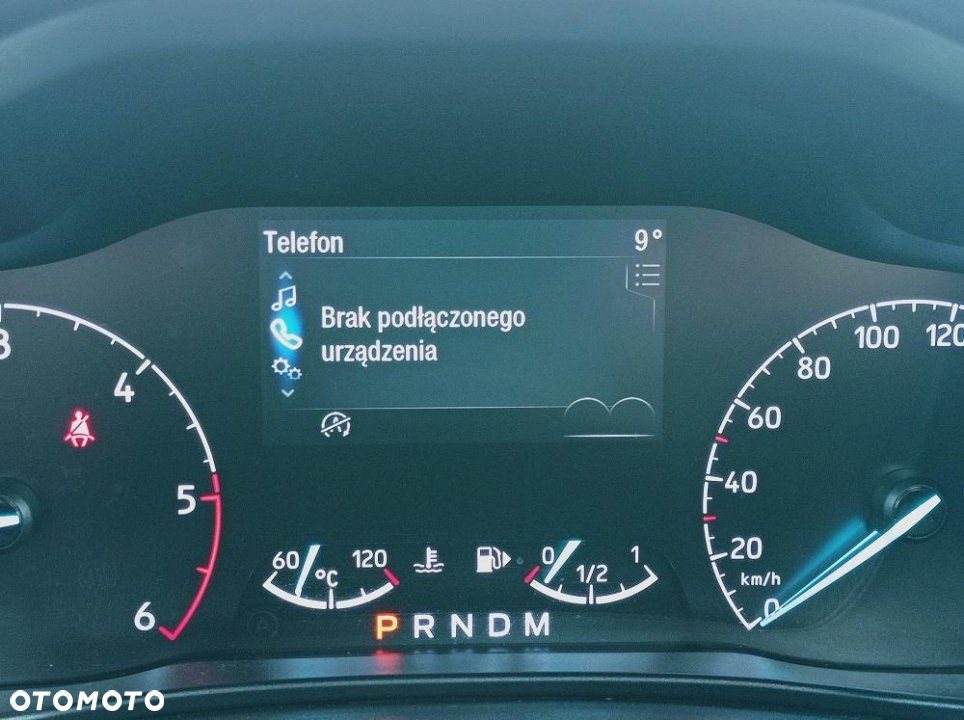 Telefon 9°
Brak podłączonego
urządzenia
3
4
5
6
A
60 120
°C
0 1/2 1
P R N D M
0
20
40
60
80
100
120
km/h
OTOMOTO